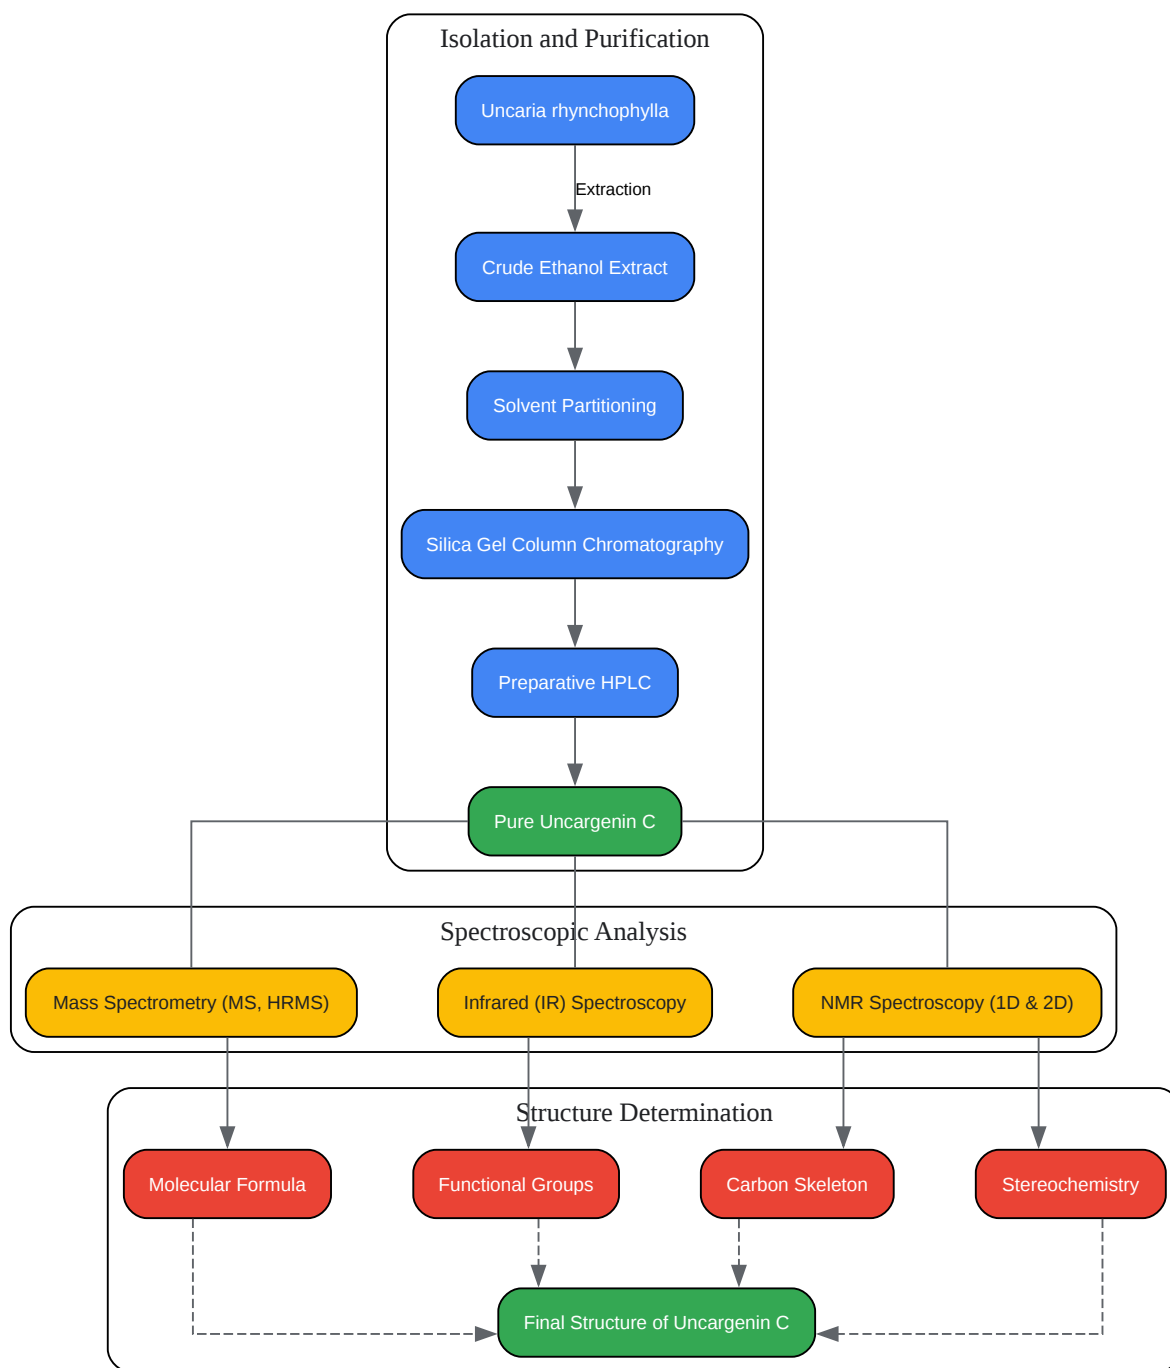 Isolation and Purification
Uncaria rhynchophylla
Extraction
Crude Ethanol Extract
Solvent Partitioning
Silica Gel Column Chromatography
Preparative HPLC
Pure Uncargenin C
Spectroscopic Analysis
Mass Spectrometry (MS, HRMS)
Infrared (IR) Spectroscopy
NMR Spectroscopy (1D & 2D)
Structure Determination
Molecular Formula
Functional Groups
Carbon Skeleton
Stereochemistry
Final Structure of Uncargenin C